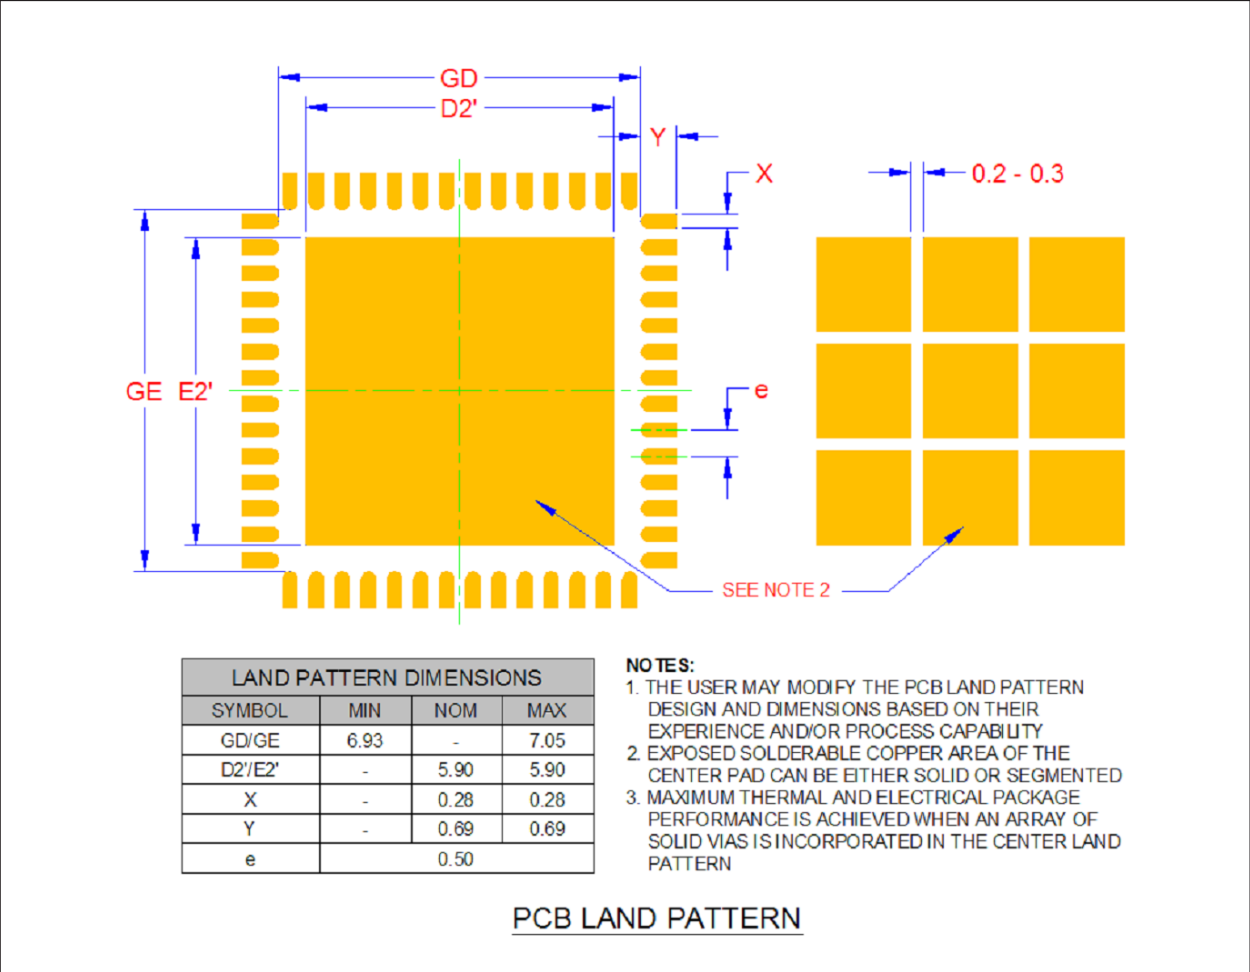 GD
D2'
Y
X
0.2 - 0.3
GE E2'
e
SEE NOTE 2
LAND PATTERN DIMENSIONS
SYMBOL MIN NOM MAX
GD/GE 6.93 - 7.05
D2'/E2' - 5.90 5.90
X - 0.28 0.28
Y - 0.69 0.69
e 0.50
NOTES:
1. THE USER MAY MODIFY THE PCB LAND PATTERN
DESIGN AND DIMENSIONS BASED ON THEIR
EXPERIENCE AND/OR PROCESS CAPABILITY
2. EXPOSED SOLDERABLE COPPER AREA OF THE
CENTER PAD CAN BE EITHER SOLID OR SEGMENTED
3. MAXIMUM THERMAL AND ELECTRICAL PACKAGE
PERFORMANCE IS ACHIEVED WHEN AN ARRAY OF
SOLID VIAS IS INCORPORATED IN THE CENTER LAND
PATTERN
PCB LAND PATTERN